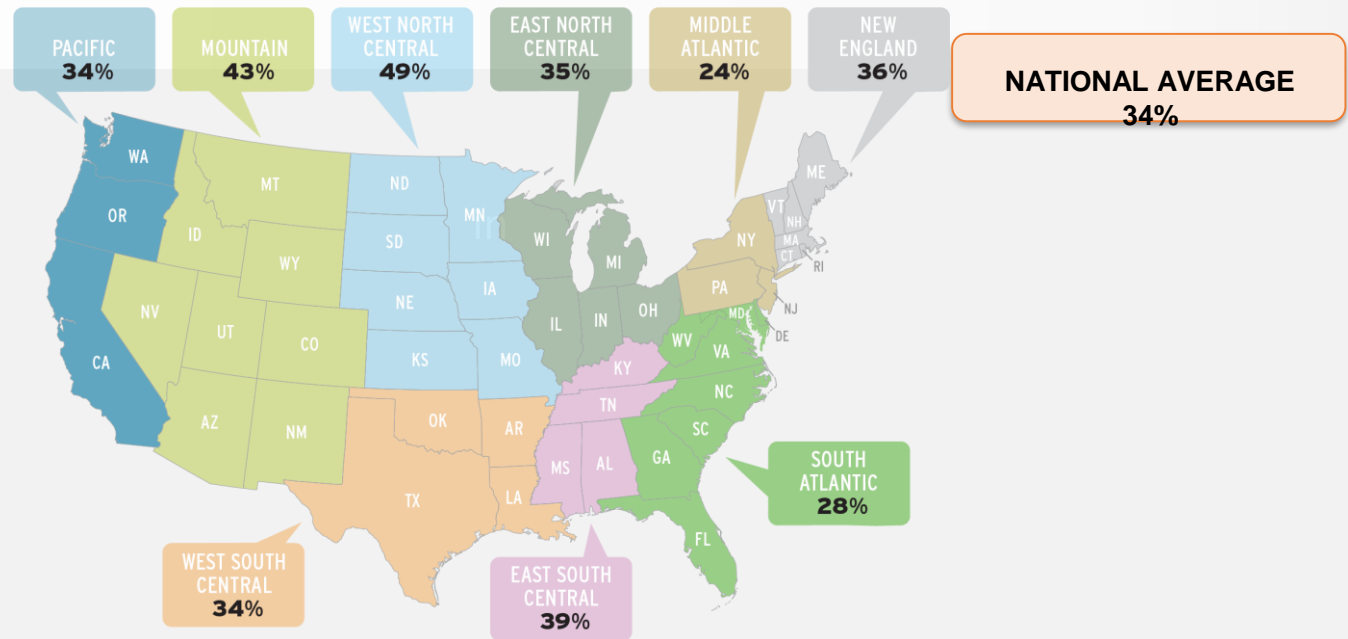 PACIFIC
34%
MOUNTAIN
43%
WEST NORTH
CENTRAL
49%
EAST NORTH
CENTRAL
35%
MIDDLE
ATLANTIC
24%
NEW
ENGLAND
36%
NATIONAL AVERAGE
34%
WA
OR
CA
MT
ID
WY
NV
UT
CO
AZ
NM
ND
MN
SD
IA
NE
KS
MO
WI
MI
IL
IN
OH
ME
VT
NH
MA
CT
RI
NY
PA
NJ
MD
DE
WV
VA
NC
SC
GA
FL
KY
TN
MS
AL
OK
AR
TX
LA
SOUTH
ATLANTIC
28%
WEST SOUTH
CENTRAL
34%
EAST SOUTH
CENTRAL
39%